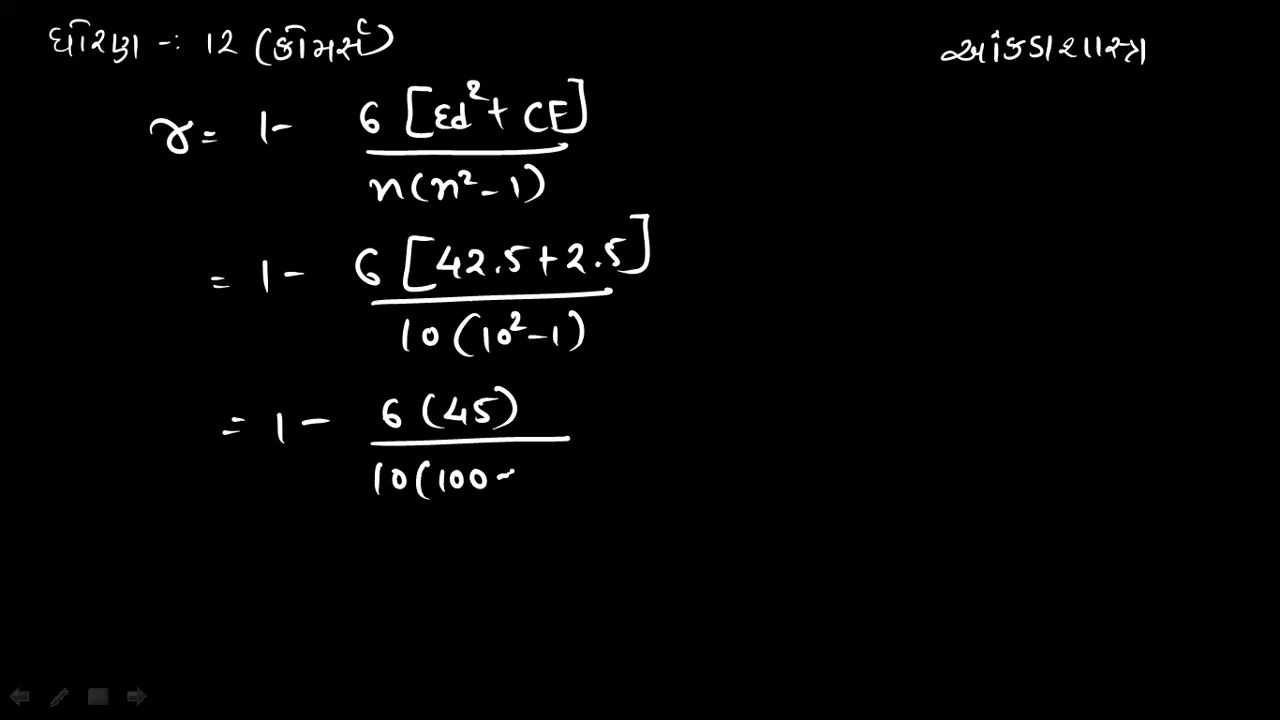 ધોરણ -: 12 (કોમર્સ)
આંકડાશાસ્ત્ર
r = 1 - 6 [Σd² + CF] / n(n² - 1)
= 1 - 6 [42.5 + 2.5] / 10(10² - 1)
= 1 - 6 (45) / 10(100 -